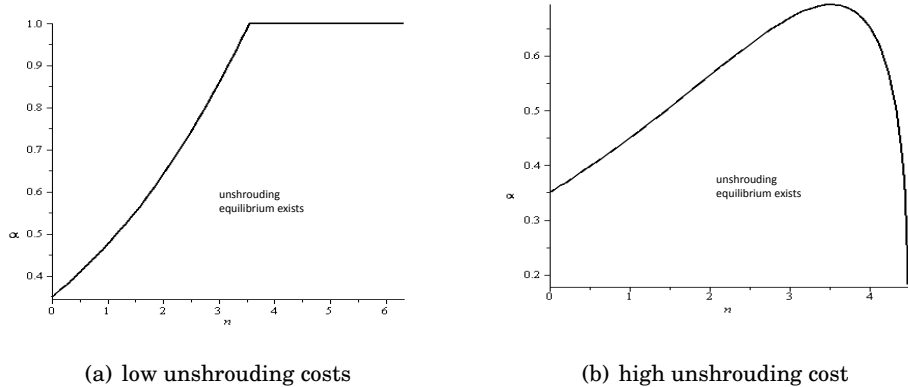 1.0
0.9
0.8
0.7
0.6
0.5
0.4
α
unshrouding
equilibrium exists
0 1 2 3 4 5 6
n
(a) low unshrouding costs
0.6
0.5
0.4
0.3
0.2
α
unshrouding
equilibrium exists
0 1 2 3 4
n
(b) high unshrouding cost